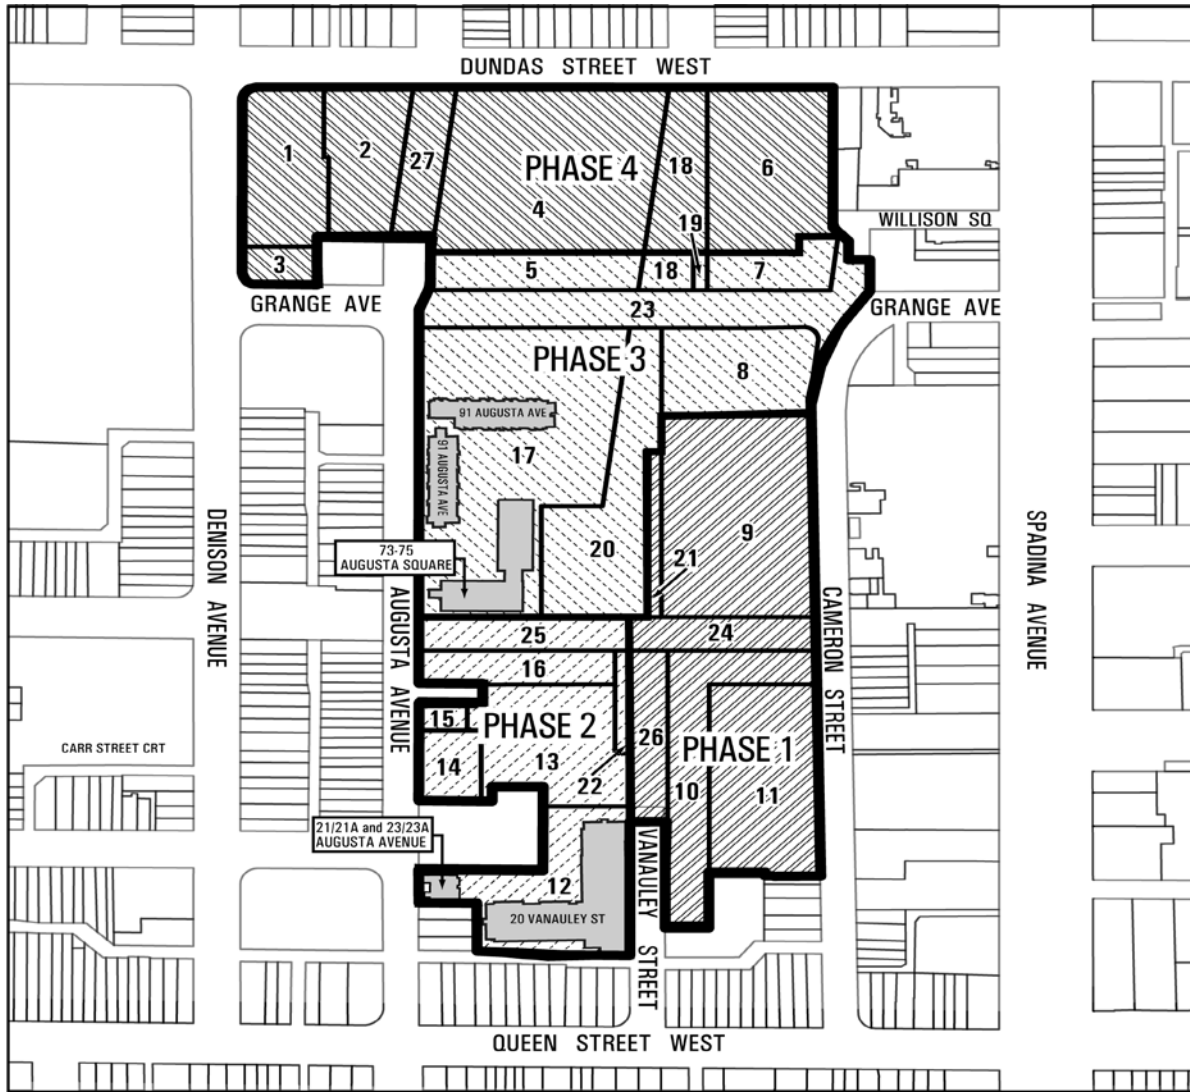 DUNDAS STREET WEST
1
2
27
PHASE 4
4
18
6
19
WILLISON SQ
3
5
18
7
GRANGE AVE
23
GRANGE AVE
PHASE 3
8
91 AUGUSTA AVE
91 AUGUSTA AVE
17
9
20
21
73-75
AUGUSTA SQUARE
DENISON AVENUE
AUGUSTA AVENUE
CAMERON STREET
SPADINA AVENUE
25
24
16
15
PHASE 2
26
PHASE 1
CARR STREET CRT
14
13
22
10
11
21/21A and 23/23A
AUGUSTA AVENUE
12
20 VANAULEY ST
VANAULEY STREET
QUEEN STREET WEST